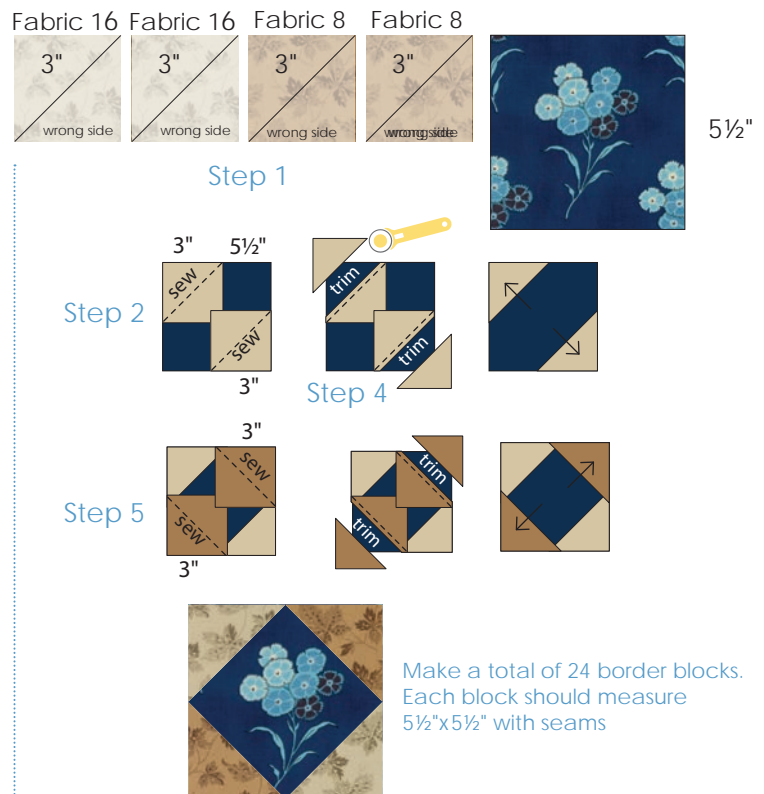 Fabric 16 Fabric 16 Fabric 8 Fabric 8
3" 3" 3" 3"
wrong side wrong side wrong side wrong side
5½"
Step 1
3" 5½"
sew
trim
Step 2
sew
trim
3"
Step 4
3"
sew
trim
Step 5
sew
trim
3"
Make a total of 24 border blocks.
Each block should measure
5½"x5½" with seams